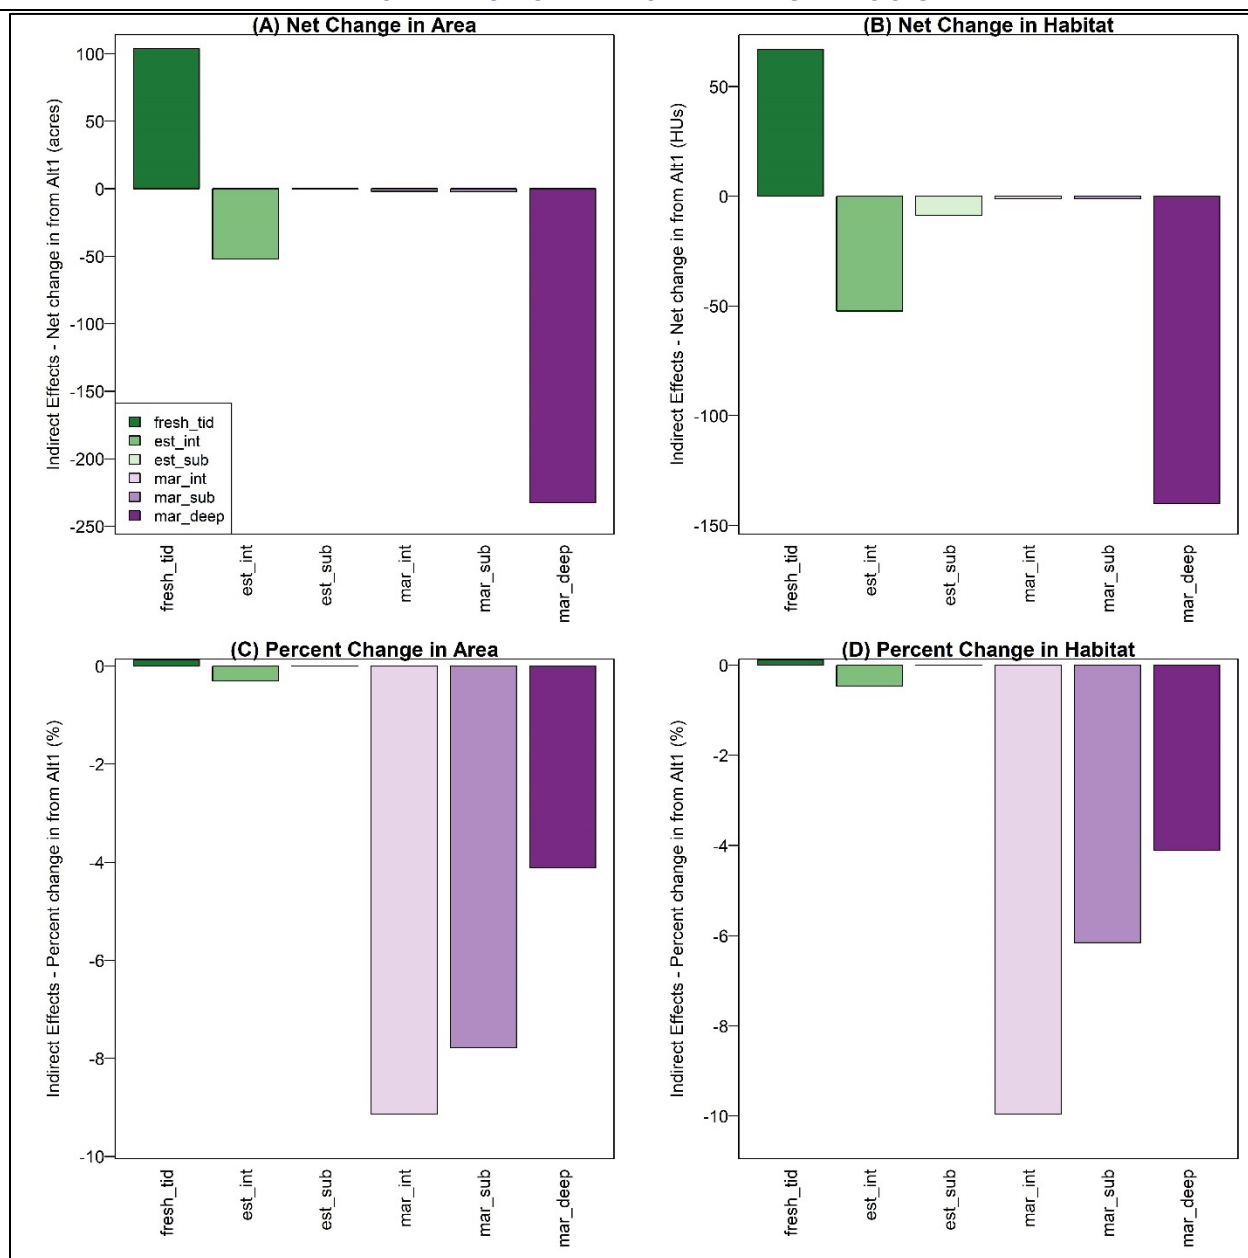 (A) Net Change in Area
Indirect Effects - Net change in from Alt1 (acres)
100
50
0
-50
-100
-150
-200
-250
fresh_tid
est_int
est_sub
mar_int
mar_sub
mar_deep
fresh_tid
est_int
est_sub
mar_int
mar_sub
mar_deep
(B) Net Change in Habitat
Indirect Effects - Net change in from Alt1 (HUs)
50
0
-50
-100
-150
fresh_tid
est_int
est_sub
mar_int
mar_sub
mar_deep
(C) Percent Change in Area
Indirect Effects - Percent change in from Alt1 (%)
0
-2
-4
-6
-8
-10
fresh_tid
est_int
est_sub
mar_int
mar_sub
mar_deep
(D) Percent Change in Habitat
Indirect Effects - Percent change in from Alt1 (%)
0
-2
-4
-6
-8
-10
fresh_tid
est_int
est_sub
mar_int
mar_sub
mar_deep